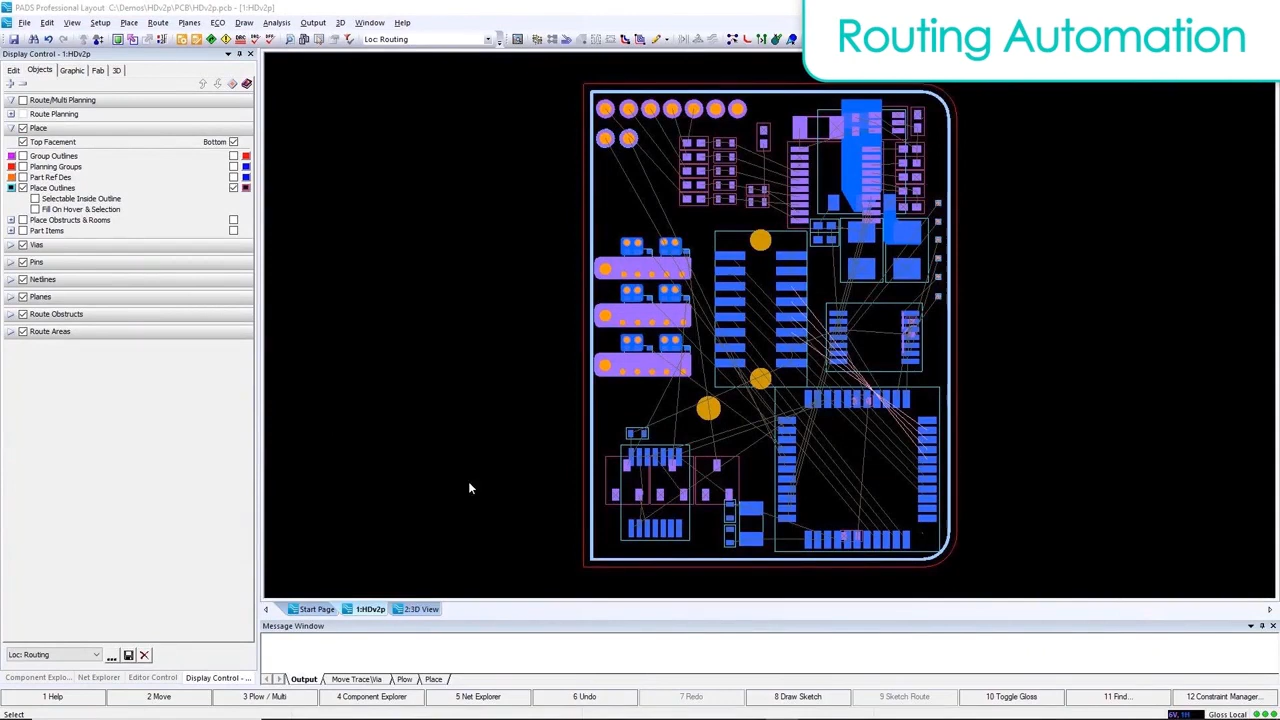 PADS Professional Layout  C:\Demos\HDv2p\PCB\HDv2p.pcb - [1:HDv2p]
Routing Automation
File Edit View Setup Place Route Planes ECO Draw Analysis Output 3D Window Help
Loc: Routing
Display Control - 1:HDv2p
Edit Objects Graphic Fab 3D
Route/Multi Planning
Route Planning
Place
Top Placement Bottom
Group Outlines
Planning Groups
Part Ref Des
Place Outlines
Selectable Inside Outline
Fill On Hover & Selection
Place Obstructs & Rooms
Part Items
Vias
Pins
Netlines
Planes
Route Obstructs
Route Areas
Start Page 1:HDv2p 2:3D View
Message Window
Loc: Routing
Component Explo... Net Explorer Editor Control Display Control - ...
Output Move Trace\Via Plow Place
1 Help 2 Move 3 Plow / Multi 4 Component Explorer 5 Net Explorer 6 Undo 7 Redo 8 Draw Sketch 9 Sketch Route 10 Toggle Gloss 11 Find... 12 Constraint Manager...
Select Gloss Local